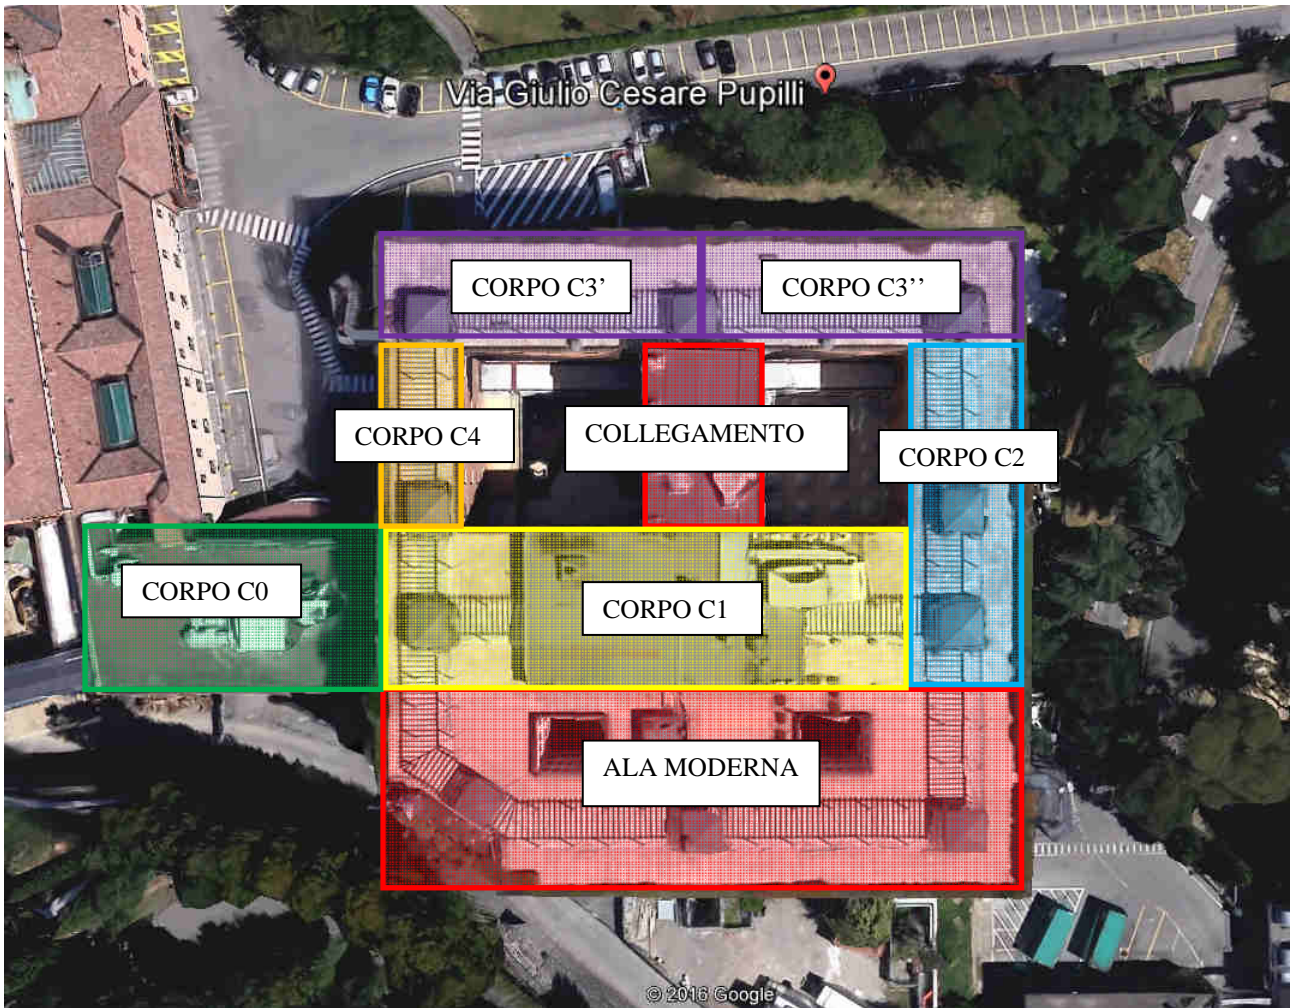 Via Giulio Cesare Pupilli
CORPO C3’
CORPO C3’’
CORPO C4
COLLEGAMENTO
CORPO C2
CORPO C0
CORPO C1
ALA MODERNA
© 2016 Google